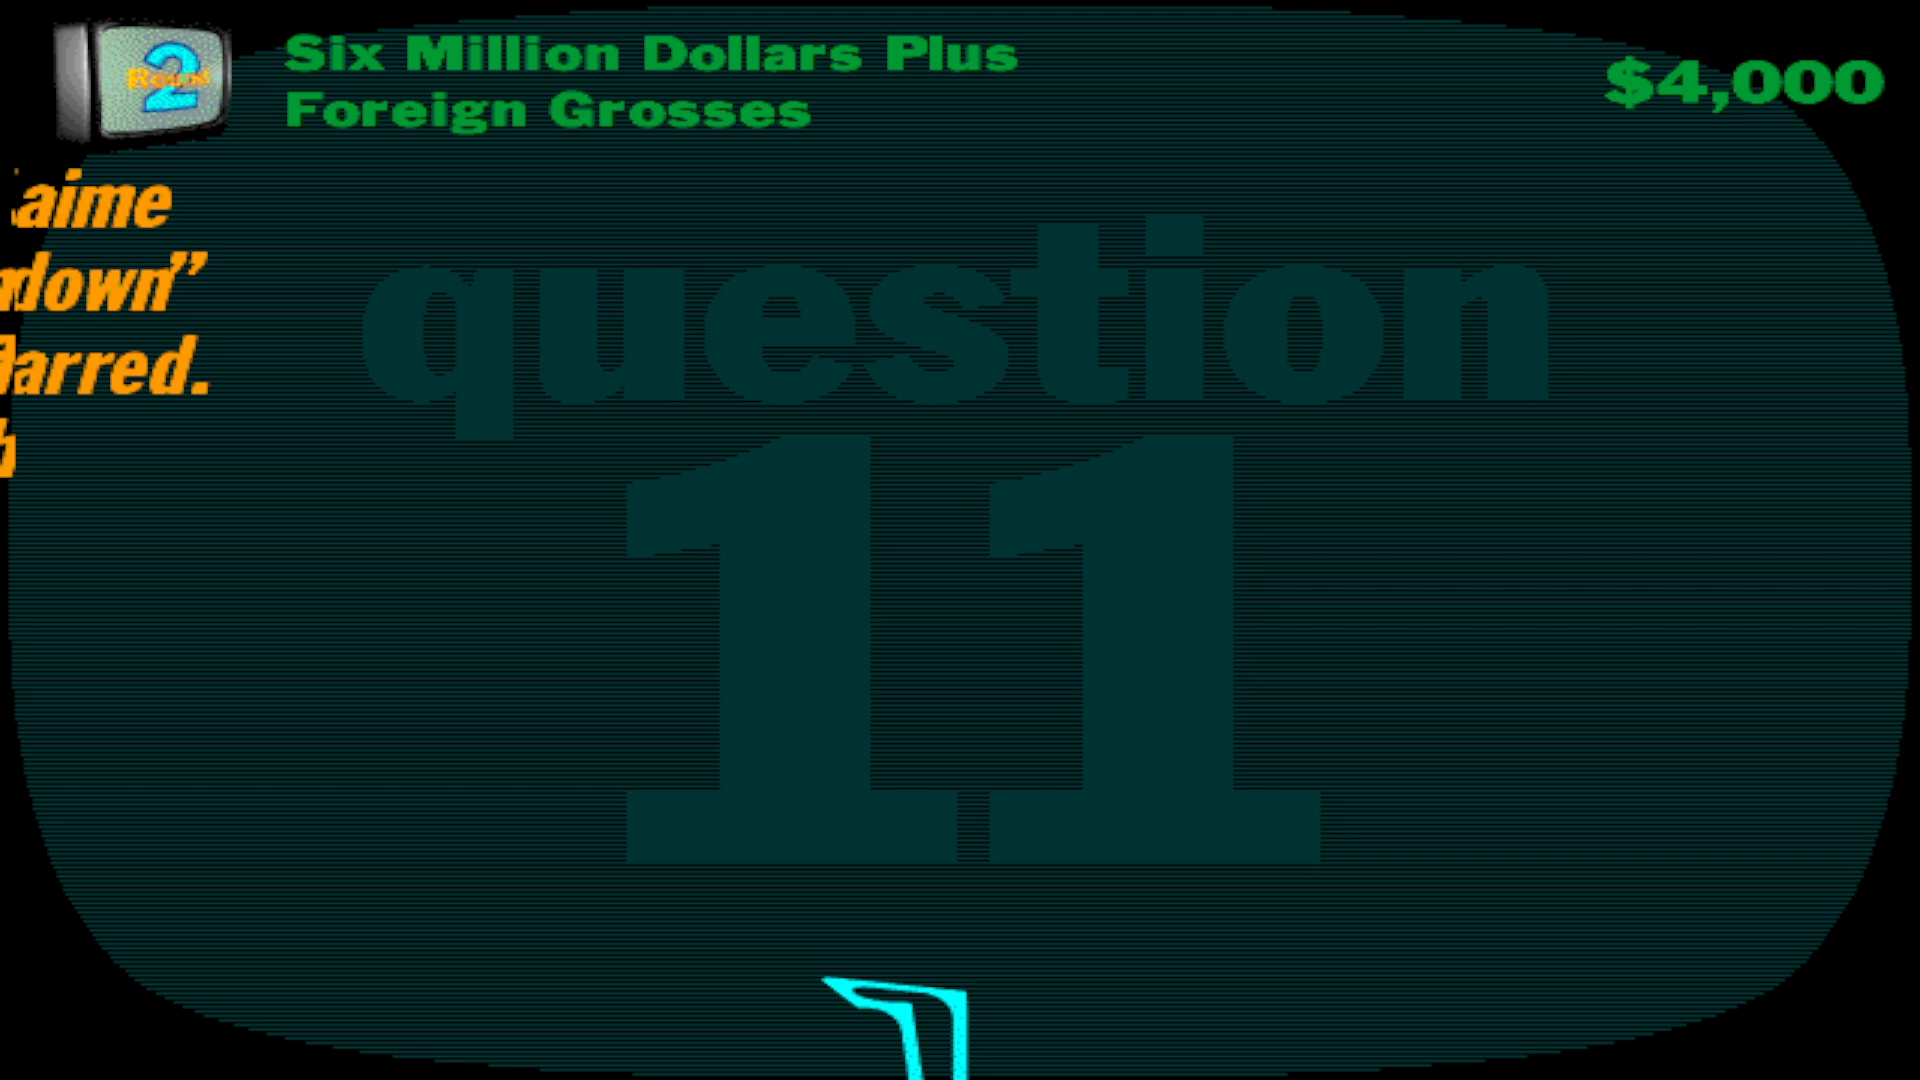 Round
2
Six Million Dollars Plus
Foreign Grosses
$4,000
aime
down”
arred.
question
11